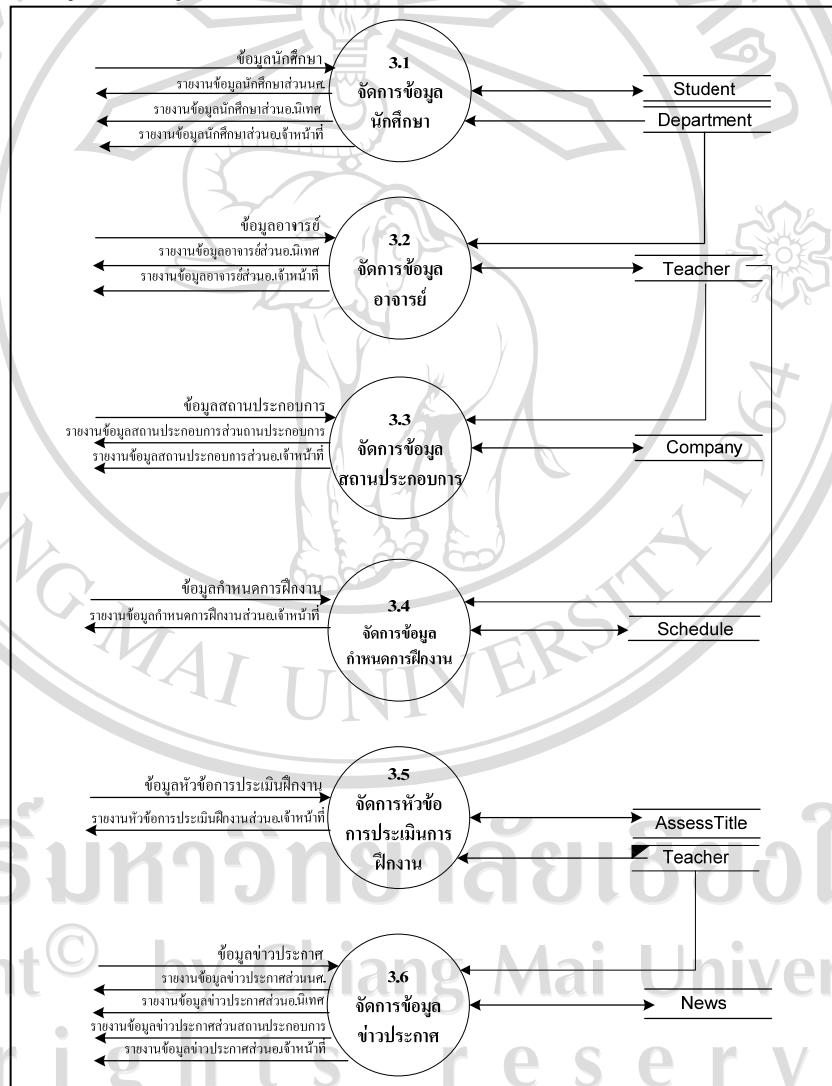 ข้อมูลนักศึกษา
รายงานข้อมูลนักศึกษาส่วนนศ.
รายงานข้อมูลนักศึกษาส่วนอ.นิเทศ
รายงานข้อมูลนักศึกษาส่วนอ.เจ้าหน้าที่
3.1
จัดการข้อมูล
นักศึกษา
Student
Department
ข้อมูลอาจารย์
รายงานข้อมูลอาจารย์ส่วนอ.นิเทศ
รายงานข้อมูลอาจารย์ส่วนอ.เจ้าหน้าที่
3.2
จัดการข้อมูล
อาจารย์
Teacher
ข้อมูลสถานประกอบการ
รายงานข้อมูลสถานประกอบการส่วนถานประกอบการ
รายงานข้อมูลสถานประกอบการส่วนอ.เจ้าหน้าที่
3.3
จัดการข้อมูล
สถานประกอบการ
Company
ข้อมูลกำหนดการฝึกงาน
รายงานข้อมูลกำหนดการฝึกงานส่วนอ.เจ้าหน้าที่
3.4
จัดการข้อมูล
กำหนดการฝึกงาน
Schedule
ข้อมูลหัวข้อการประเมินฝึกงาน
รายงานหัวข้อการประเมินฝึกงานส่วนอ.เจ้าหน้าที่
3.5
จัดการหัวข้อ
การประเมินการ
ฝึกงาน
AssessTitle
Teacher
ข้อมูลข่าวประกาศ
รายงานข้อมูลข่าวประกาศส่วนนศ.
รายงานข้อมูลข่าวประกาศส่วนอ.นิเทศ
รายงานข้อมูลข่าวประกาศส่วนสถานประกอบการ
รายงานข้อมูลข่าวประกาศส่วนอ.เจ้าหน้าที่
3.6
จัดการข้อมูล
ข่าวประกาศ
News
NG MAI UNIVERSITY 1964
by Chiang Mai Univer
rights reserv